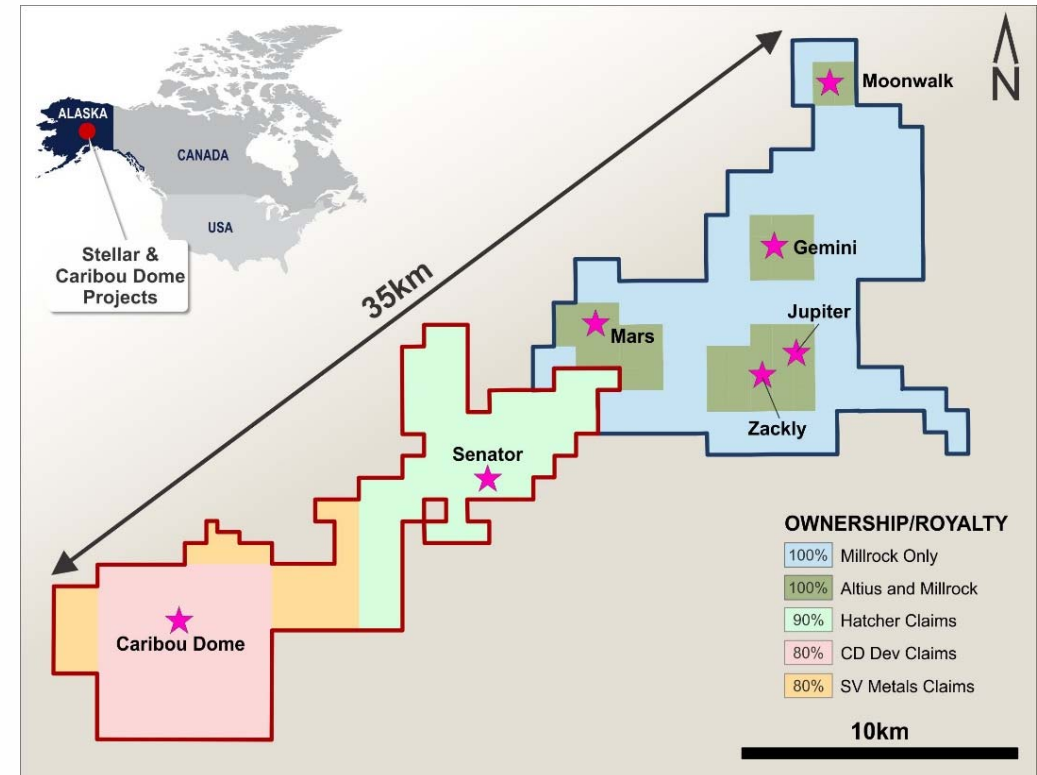 ALASKA
CANADA
USA
Stellar &
Caribou Dome
Projects
35km
N
Moonwalk
Gemini
Jupiter
Mars
Zackly
Senator
Caribou Dome
OWNERSHIP/ROYALTY
100% Millrock Only
100% Altius and Millrock
90% Hatcher Claims
80% CD Dev Claims
80% SV Metals Claims
10km